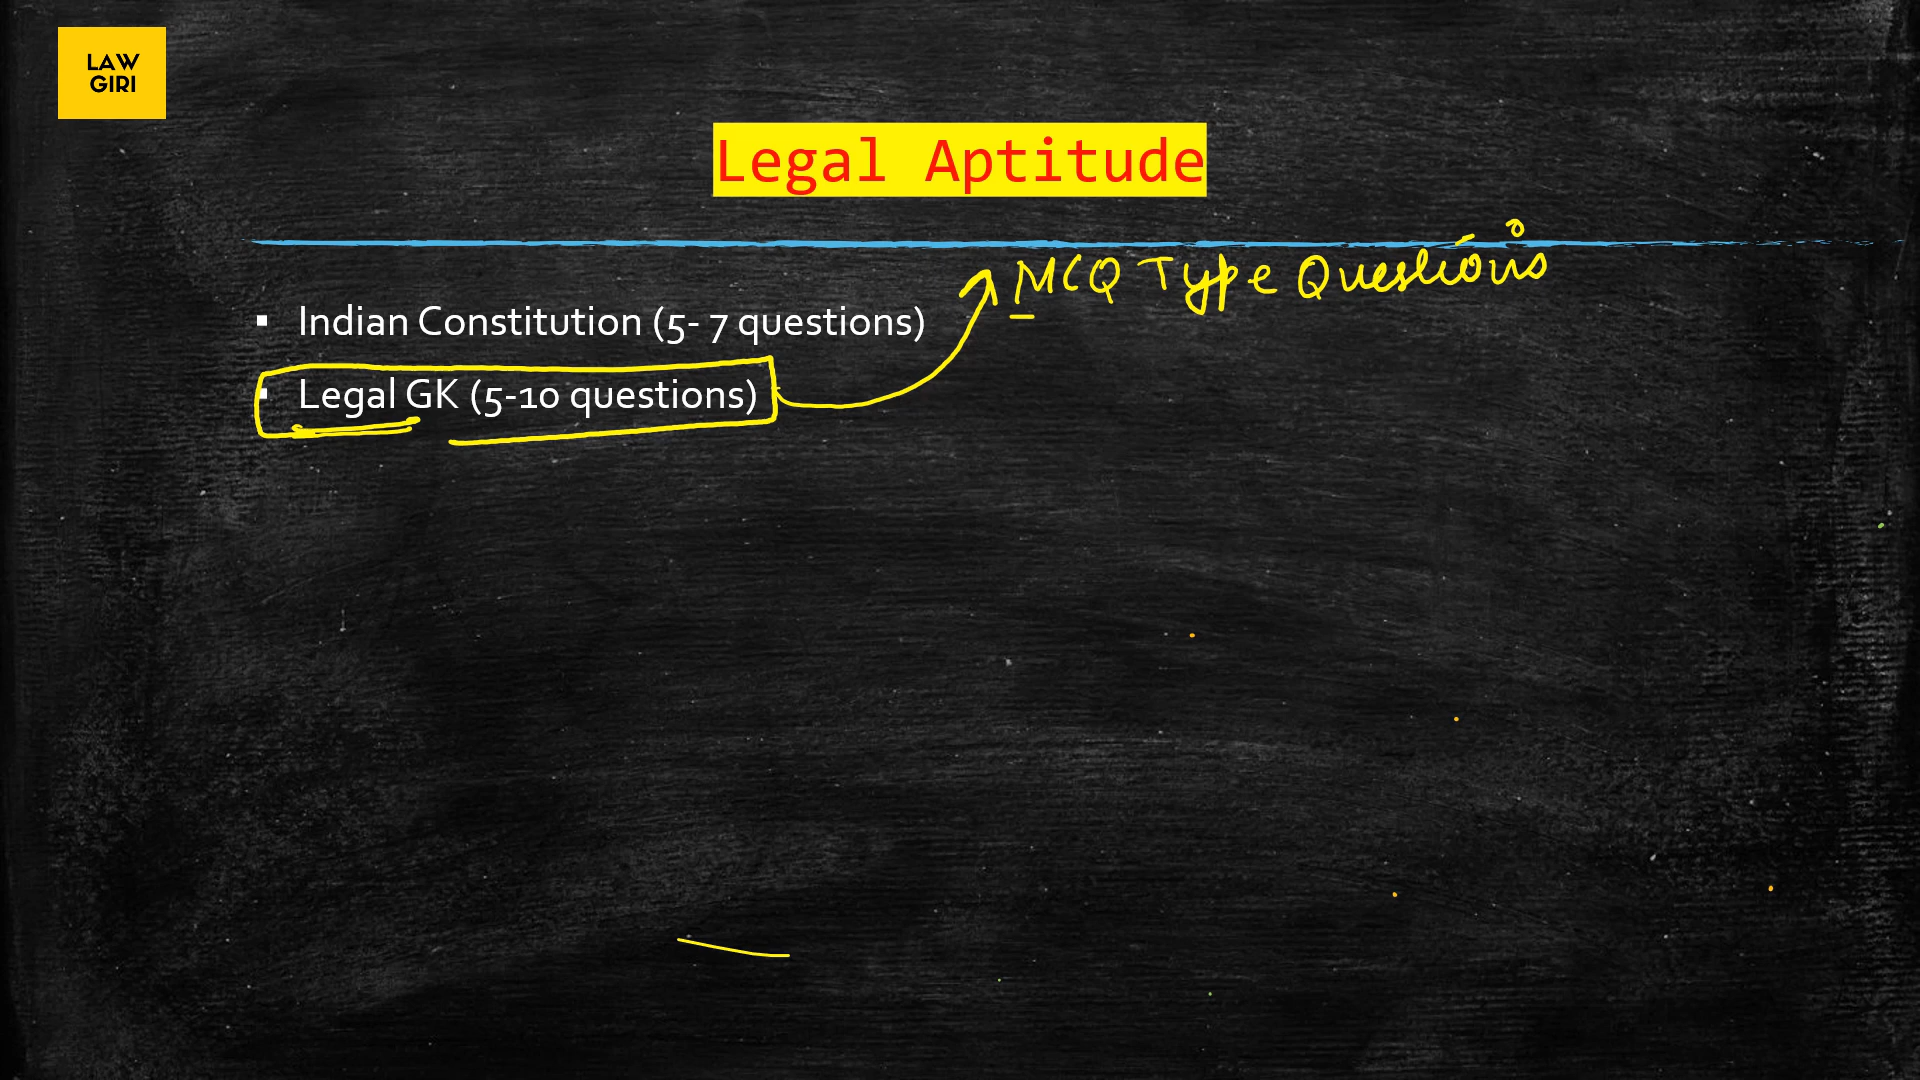 LAW
GIRI
Legal Aptitude
MCQ Type Questions
▪ Indian Constitution (5- 7 questions)
▪ Legal GK (5-10 questions)